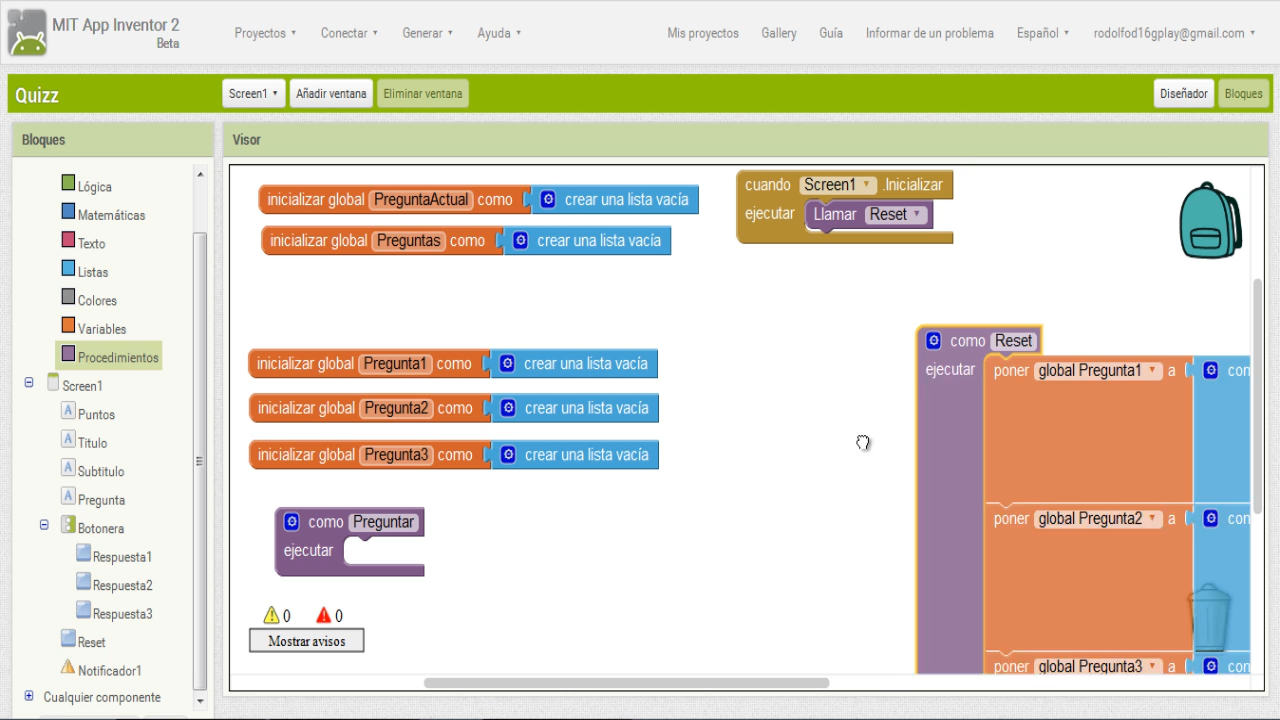 MIT App Inventor 2
Beta
Proyectos Conectar Generar Ayuda Mis proyectos Gallery Guía Informar de un problema Español rodolfod16gplay@gmail.com
Quizz Screen1 Añadir ventana Eliminar ventana Diseñador Bloques
Bloques Visor
Lógica
Matemáticas
Texto
Listas
Colores
Variables
Procedimientos
Screen1
Puntos
Titulo
Subtitulo
Pregunta
Botonera
Respuesta1
Respuesta2
Respuesta3
Reset
Notificador1
Cualquier componente
inicializar global PreguntaActual como crear una lista vacía
inicializar global Preguntas como crear una lista vacía
cuando Screen1 .Inicializar
ejecutar Llamar Reset
inicializar global Pregunta1 como crear una lista vacía
inicializar global Pregunta2 como crear una lista vacía
inicializar global Pregunta3 como crear una lista vacía
como Preguntar
ejecutar
como Reset
ejecutar poner global Pregunta1 a con
poner global Pregunta2 a con
poner global Pregunta3 a con
0 0
Mostrar avisos